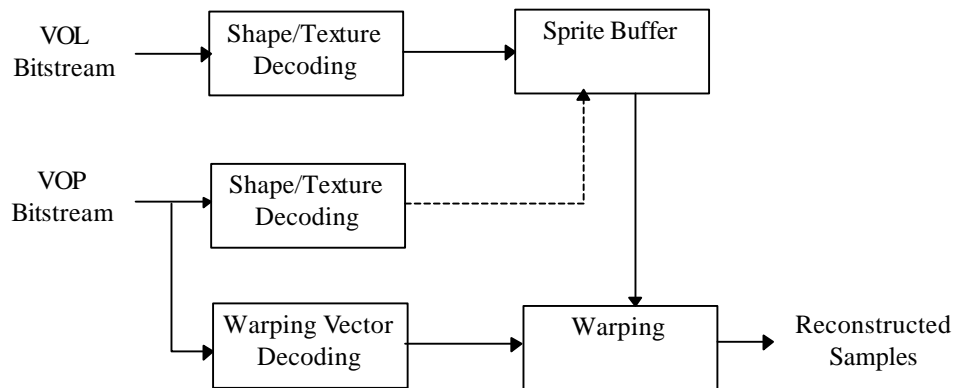 VOL
Bitstream
Shape/Texture
Decoding
Sprite Buffer
VOP
Bitstream
Shape/Texture
Decoding
Warping Vector
Decoding
Warping
Reconstructed
Samples